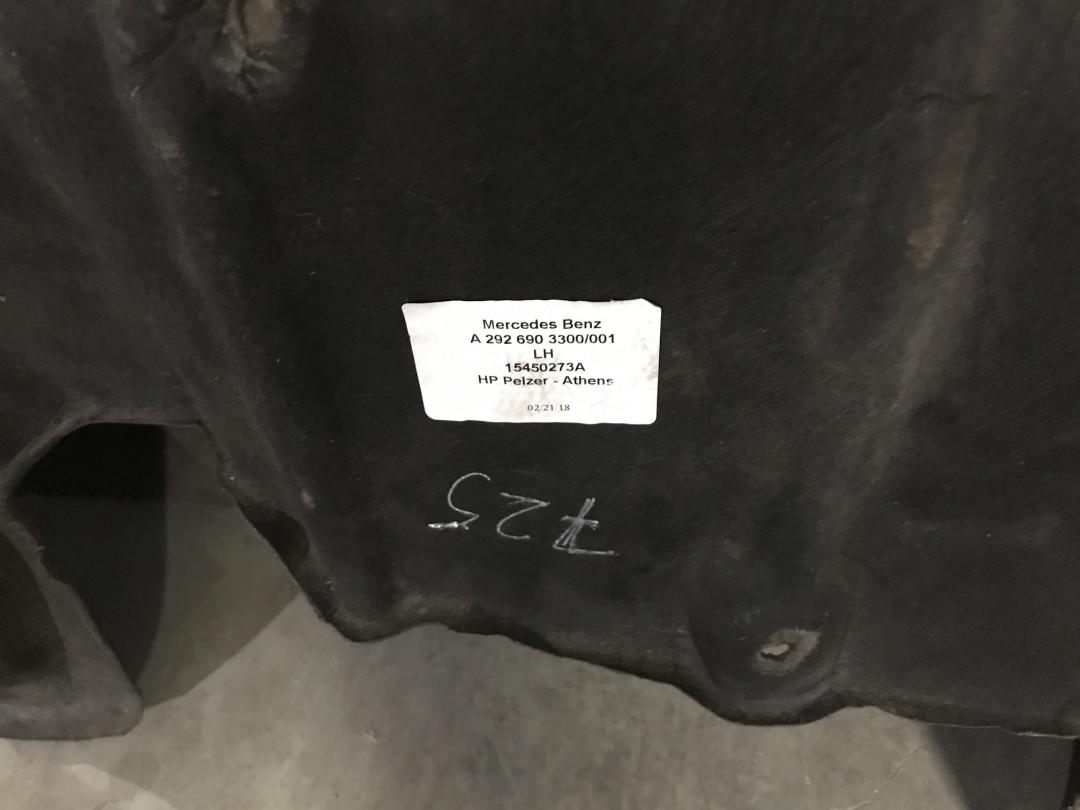 Mercedes Benz
A 292 690 3300/001
LH
15450273A
HP Pelzer - Athens
02/21/18
725